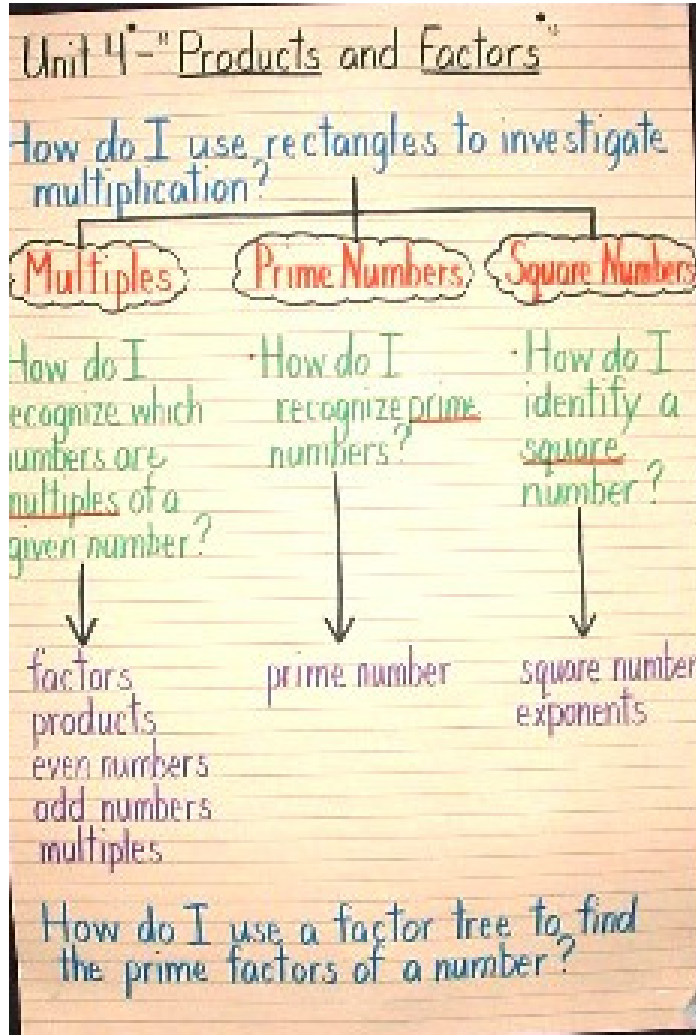 Unit 4 - "Products and Factors"
How do I use rectangles to investigate
multiplication?
Multiples
Prime Numbers
Square Numbers
How do I
recognize which
numbers are
multiples of a
given number?
How do I
recognize prime
numbers?
How do I
identify a
square
number?
factors
products
even numbers
odd numbers
multiples
prime number
square number
exponents
How do I use a factor tree to find
the prime factors of a number?